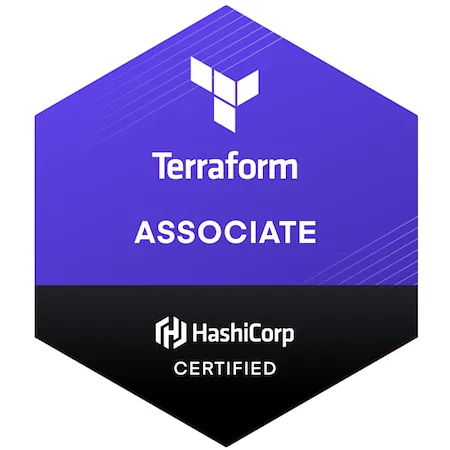 Terraform
ASSOCIATE
HashiCorp
CERTIFIED